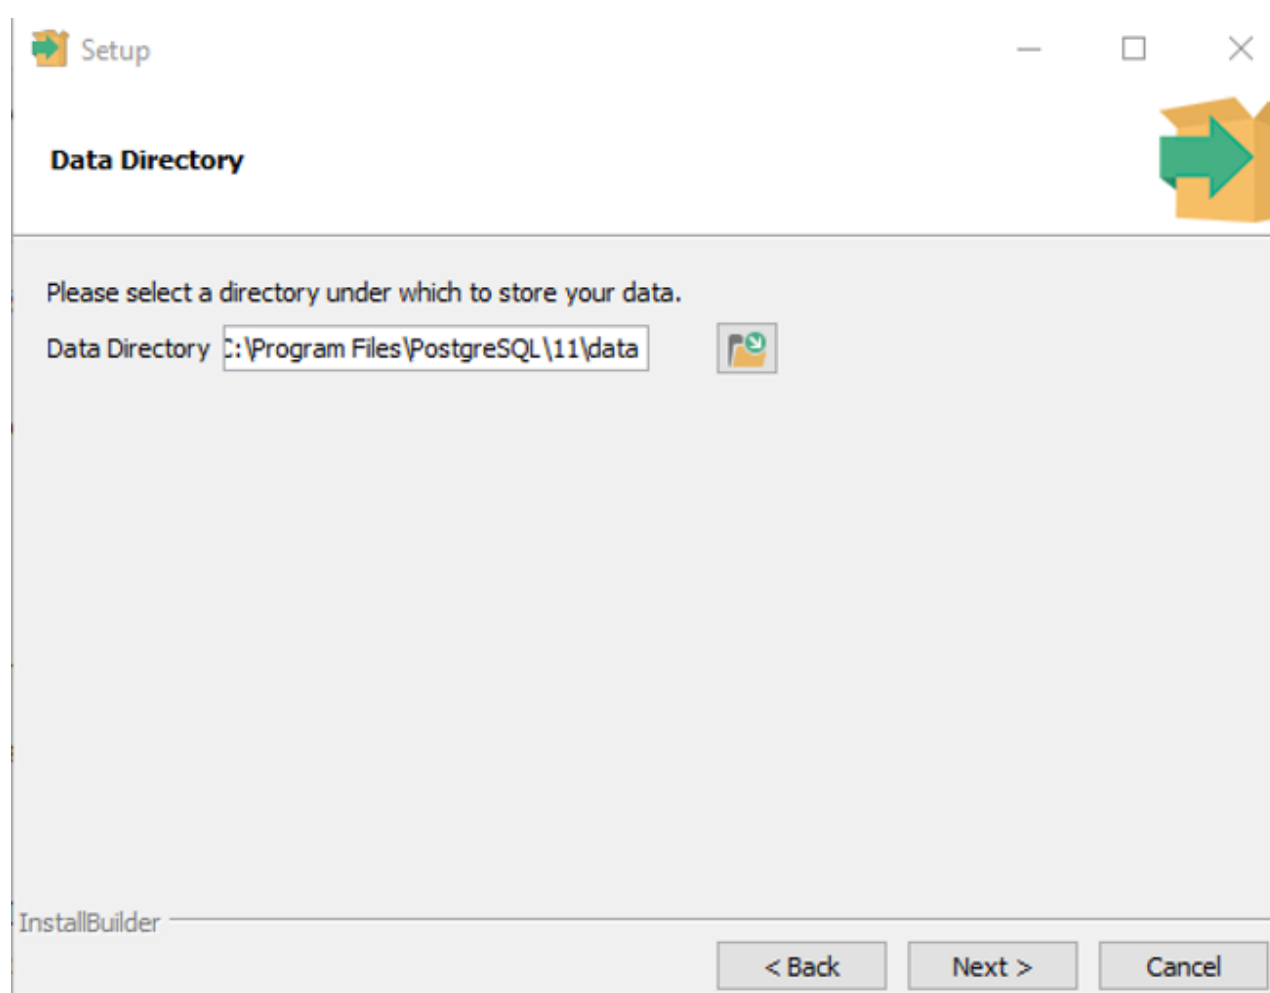 Setup
Data Directory
Please select a directory under which to store your data.
Data Directory C:\Program Files\PostgreSQL\11\data
InstallBuilder
< Back Next > Cancel